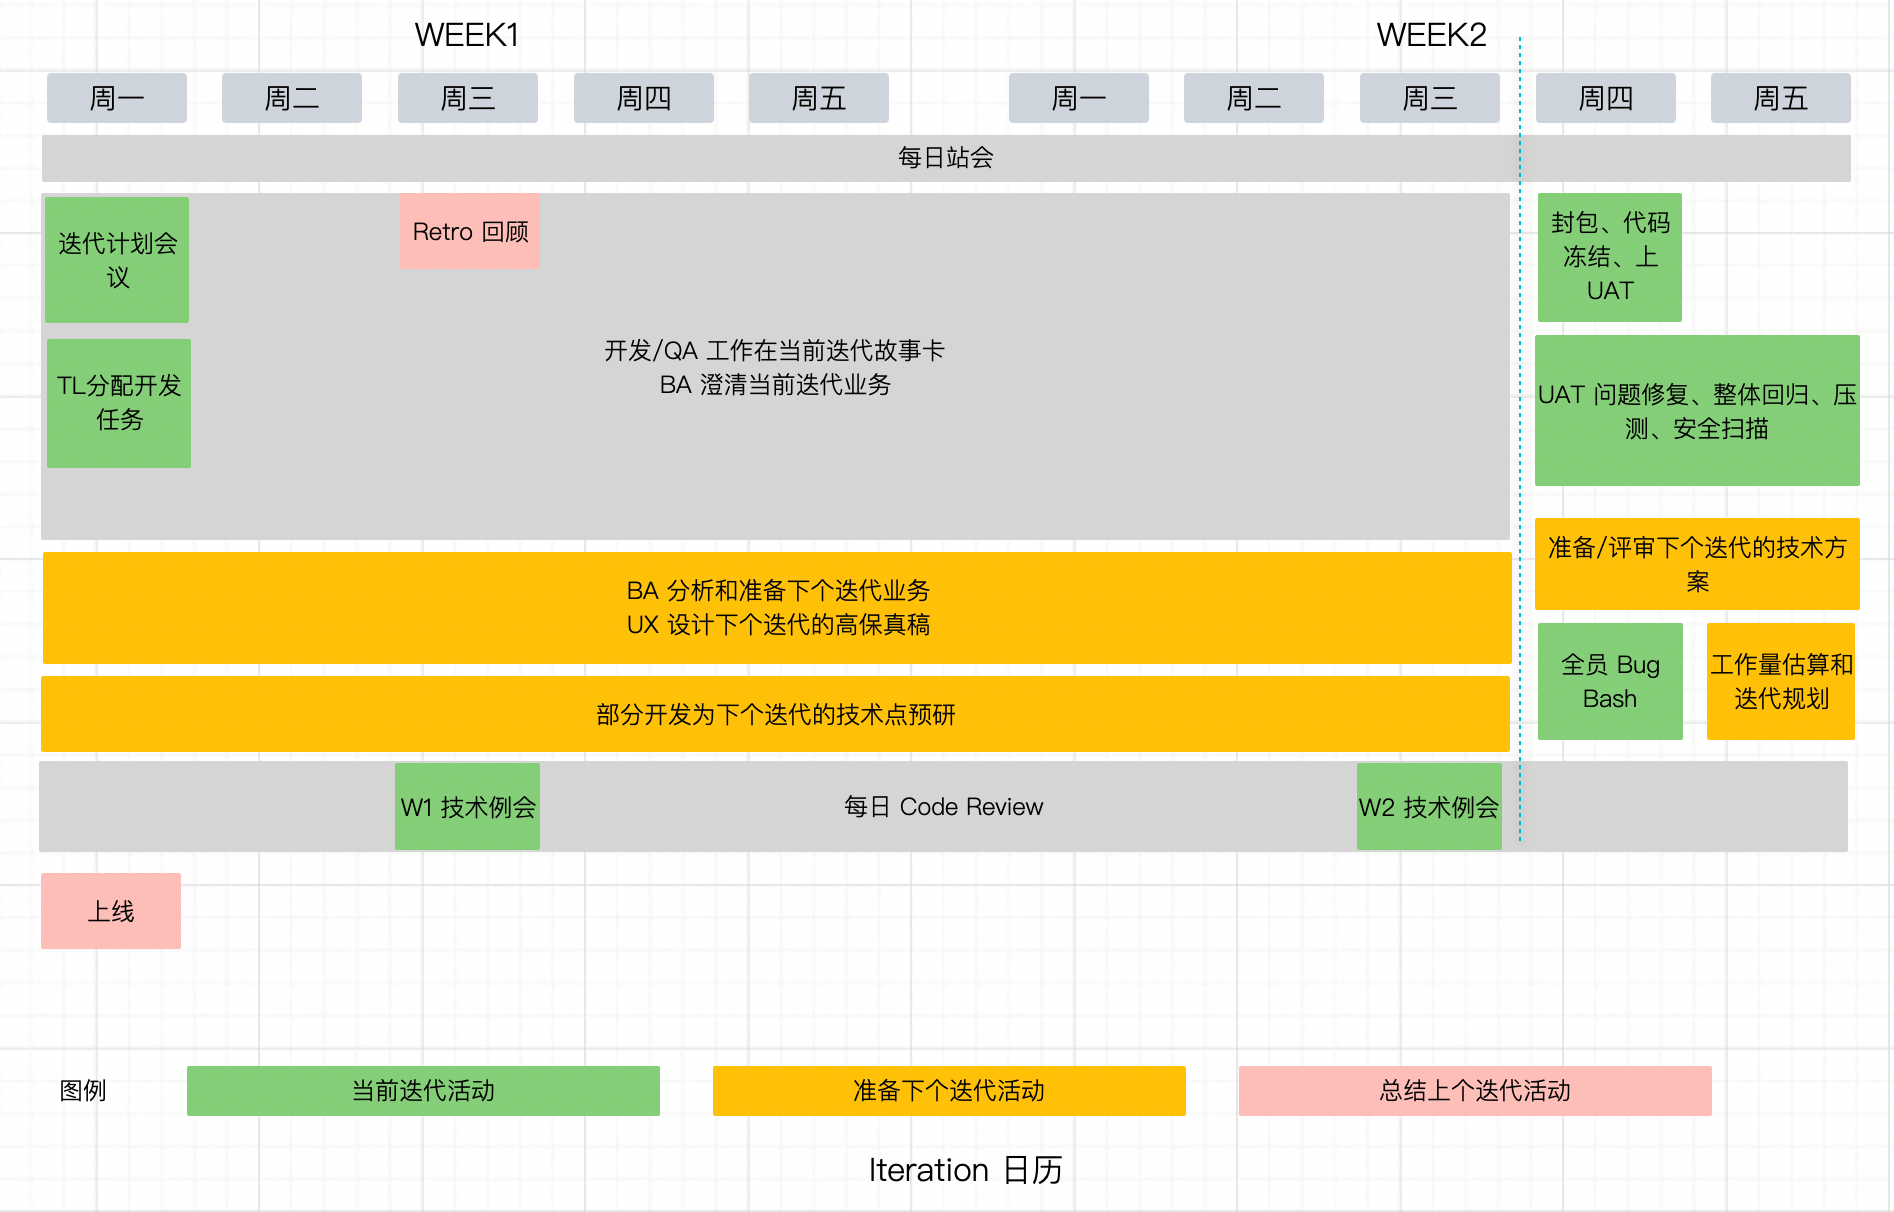 WEEK1
WEEK2
周一
周二
周三
周四
周五
周一
周二
周三
周四
周五
每日站会
迭代计划会
议
Retro 回顾
封包、代码
冻结、上
UAT
TL分配开发
任务
开发/QA 工作在当前迭代故事卡
BA 澄清当前迭代业务
UAT 问题修复、整体回归、压
测、安全扫描
准备/评审下个迭代的技术方
案
BA 分析和准备下个迭代业务
UX 设计下个迭代的高保真稿
全员 Bug
Bash
工作量估算和
迭代规划
部分开发为下个迭代的技术点预研
W1 技术例会
每日 Code Review
W2 技术例会
上线
图例
当前迭代活动
准备下个迭代活动
总结上个迭代活动
Iteration 日历